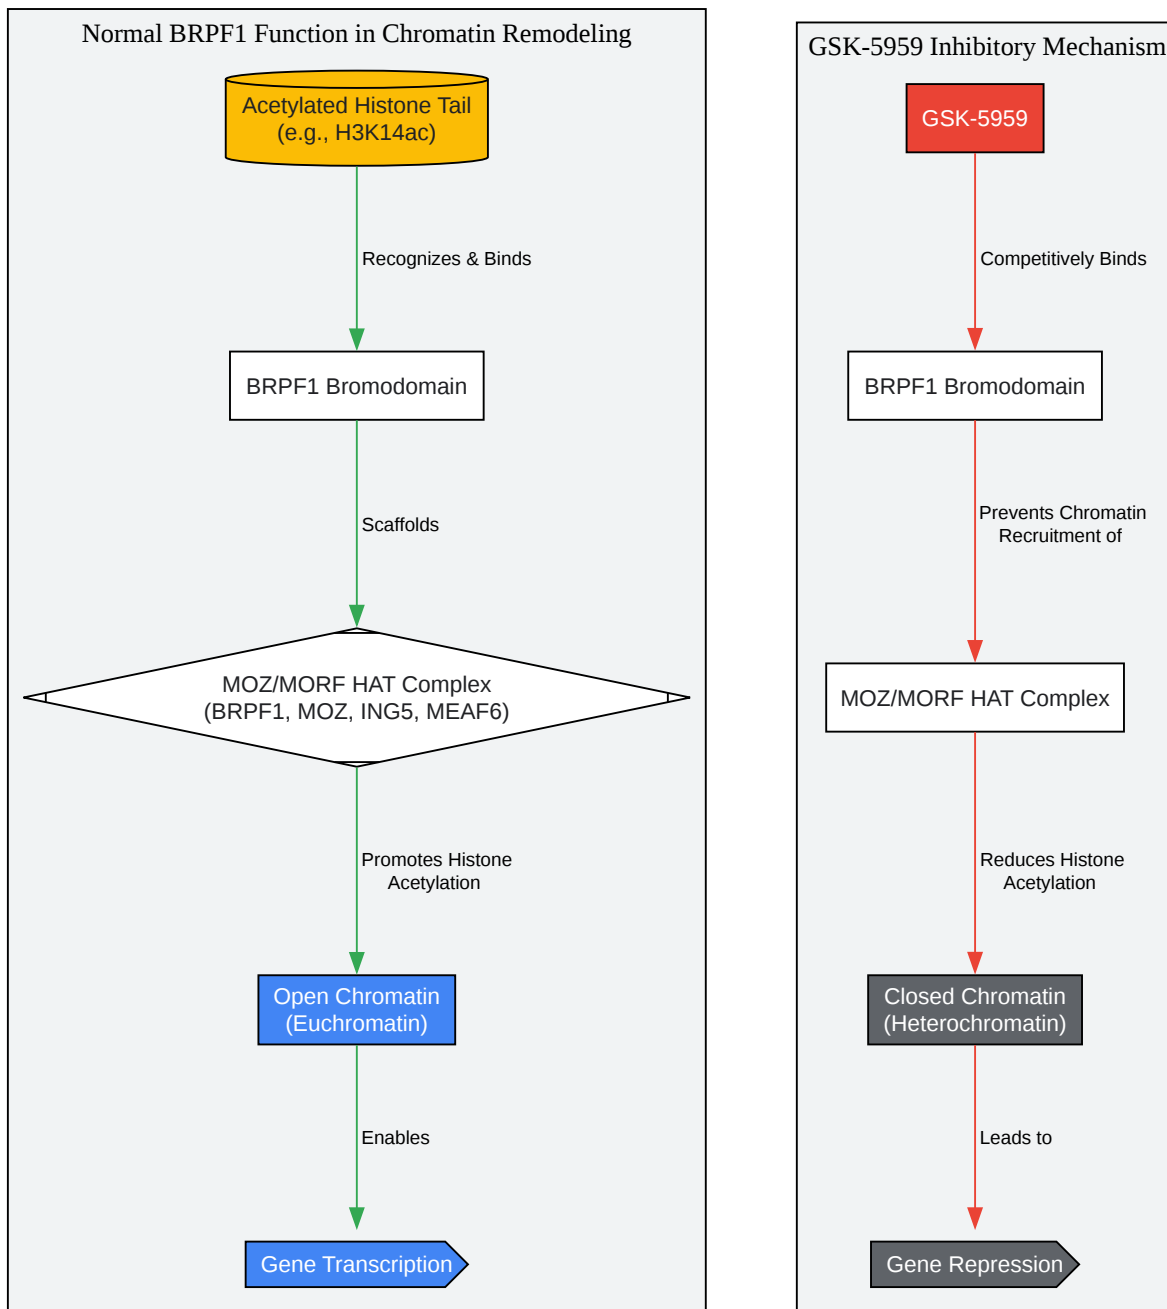 Normal BRPF1 Function in Chromatin Remodeling
Acetylated Histone Tail
(e.g., H3K14ac)
Recognizes & Binds
BRPF1 Bromodomain
Scaffolds
MOZ/MORF HAT Complex
(BRPF1, MOZ, ING5, MEAF6)
Promotes Histone
Acetylation
Open Chromatin
(Euchromatin)
Enables
Gene Transcription
GSK-5959 Inhibitory Mechanism
GSK-5959
Competitively Binds
BRPF1 Bromodomain
Prevents Chromatin
Recruitment of
MOZ/MORF HAT Complex
Reduces Histone
Acetylation
Closed Chromatin
(Heterochromatin)
Leads to
Gene Repression